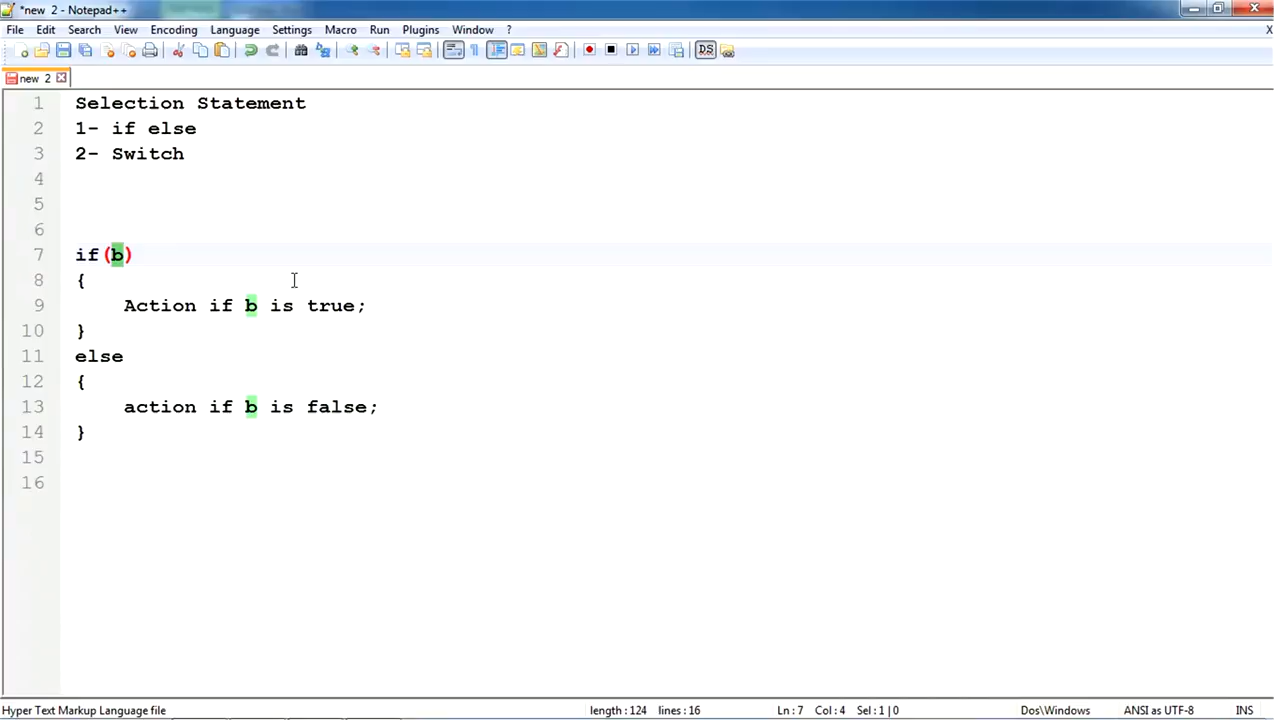 *new 2 - Notepad++
File Edit Search View Encoding Language Settings Macro Run Plugins Window ? X
new 2
1 Selection Statement
2 1- if else
3 2- Switch
4
5
6
7 if(b)
8 {
9 Action if b is true;
10 }
11 else
12 {
13 action if b is false;
14 }
15
16
Hyper Text Markup Language file length : 124 lines : 16 Ln : 7 Col : 4 Sel : 1 | 0 Dos\Windows ANSI as UTF-8 INS